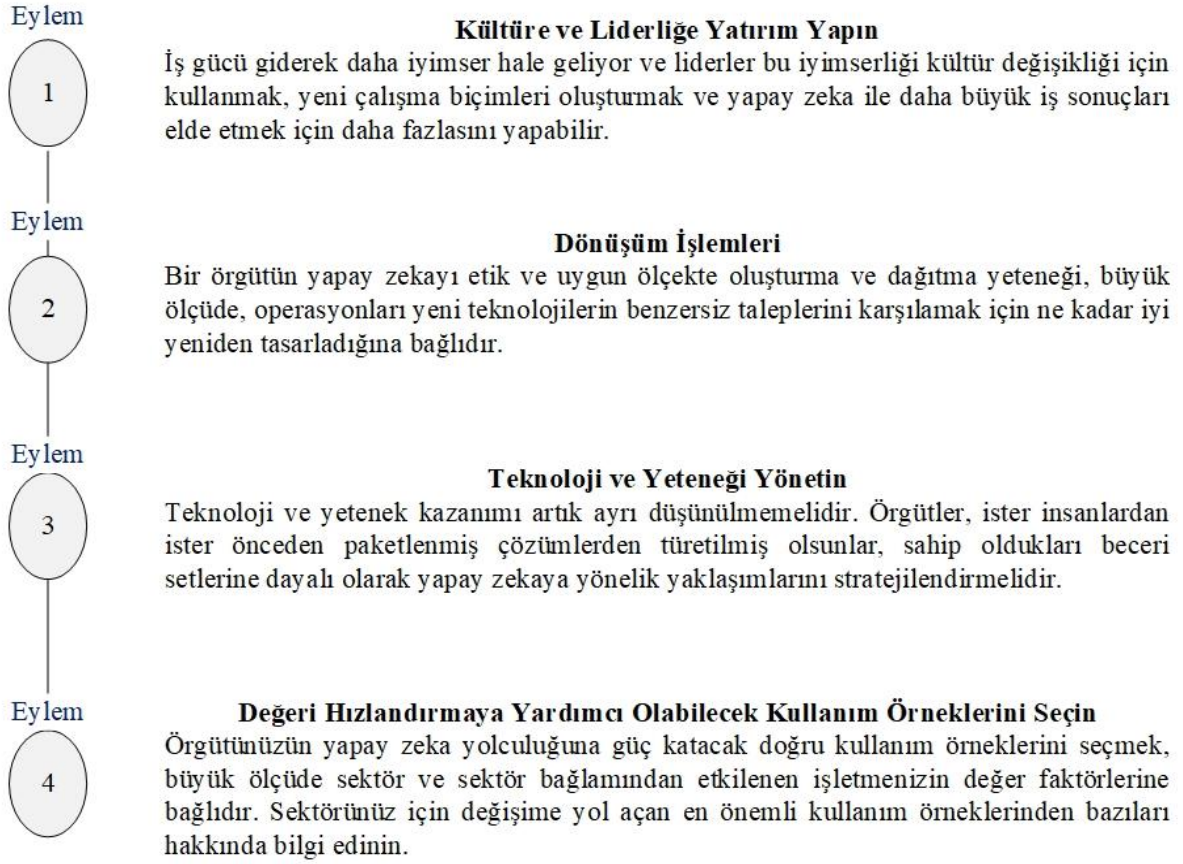 Eylem
1
Kültüre ve Liderliğe Yatırım Yapın
İş gücü giderek daha iyimser hale geliyor ve liderler bu iyimserliği kültür değişikliği için
kullanmak, yeni çalışma biçimleri oluşturmak ve yapay zeka ile daha büyük iş sonuçları
elde etmek için daha fazlasını yapabilir.
Eylem
2
Dönüşüm İşlemleri
Bir örgütün yapay zekayı etik ve uygun ölçekte oluşturma ve dağıtma yeteneği, büyük
ölçüde, operasyonları yeni teknolojilerin benzersiz taleplerini karşılamak için ne kadar iyi
yeniden tasarladığına bağlıdır.
Eylem
3
Teknoloji ve Yeteneği Yönetin
Teknoloji ve yetenek kazanımı artık ayrı düşünülmemelidir. Örgütler, ister insanlardan
ister önceden paketlenmiş çözümlerden türetilmiş olsunlar, sahip oldukları beceri
setlerine dayalı olarak yapay zekaya yönelik yaklaşımlarını stratejilendirmelidir.
Eylem
4
Değeri Hızlandırmaya Yardımcı Olabilecek Kullanım Örneklerini Seçin
Örgütünüzün yapay zeka yolculuğuna güç katacak doğru kullanım örneklerini seçmek,
büyük ölçüde sektör ve sektör bağlamından etkilenen işletmenizin değer faktörlerine
bağlıdır. Sektörünüz için değişime yol açan en önemli kullanım örneklerinden bazıları
hakkında bilgi edinin.